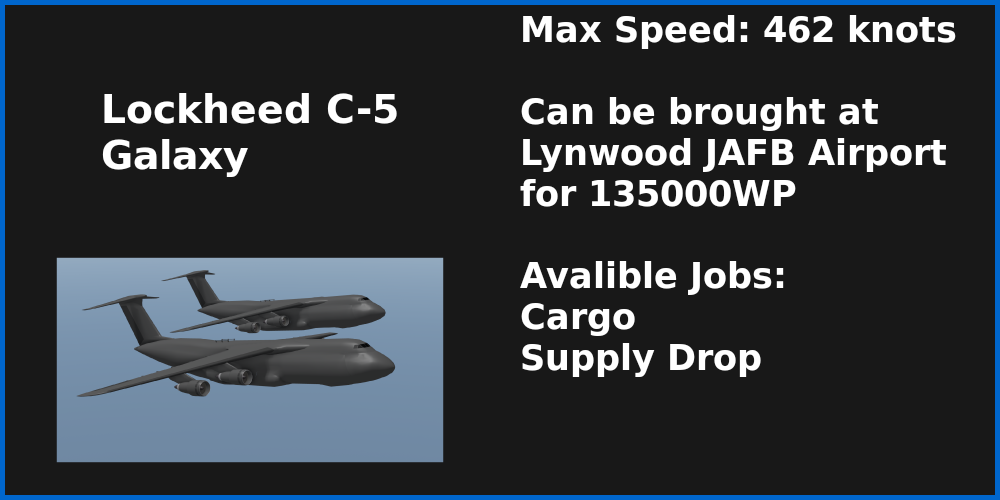 Lockheed C-5
Galaxy
Max Speed: 462 knots
Can be brought at
Lynwood JAFB Airport
for 135000WP
Avalible Jobs:
Cargo
Supply Drop